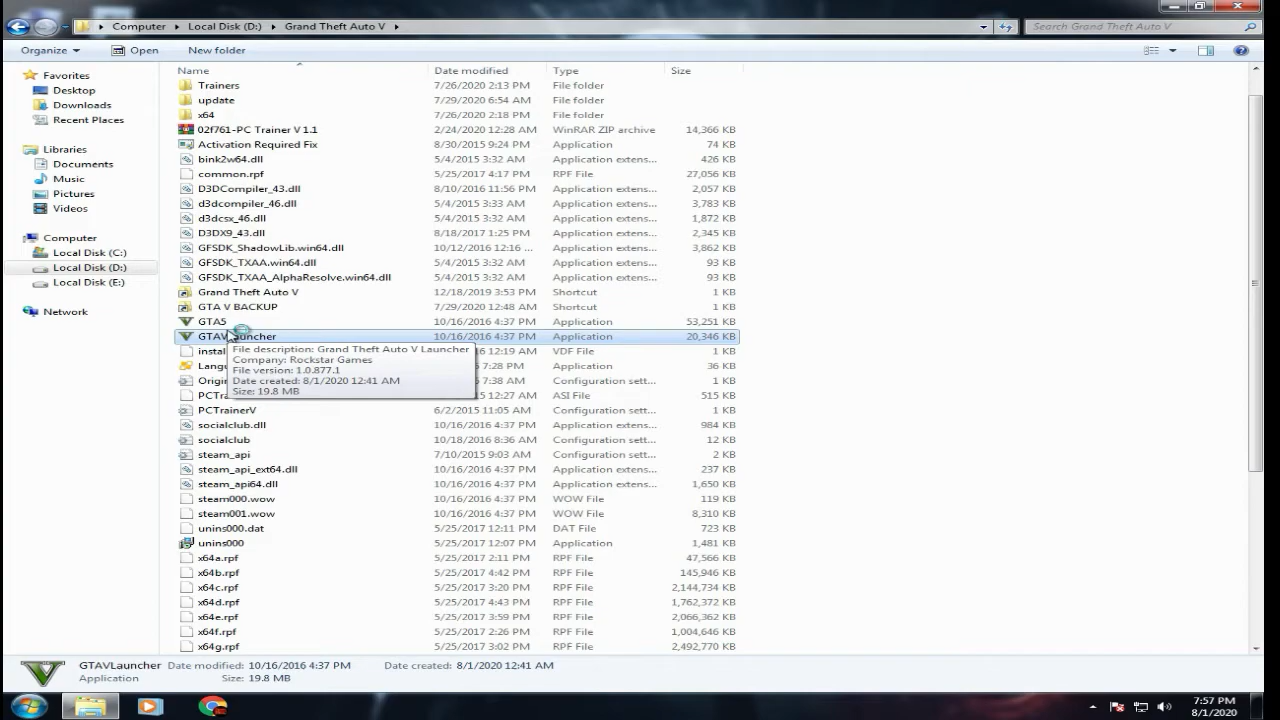 Computer ▸ Local Disk (D:) ▸ Grand Theft Auto V ▸
Search Grand Theft Auto V
Organize Open New folder
Favorites
Desktop
Downloads
Recent Places
Libraries
Documents
Music
Pictures
Videos
Computer
Local Disk (C:)
Local Disk (D:)
Local Disk (E:)
Network
Name Date modified Type Size
Trainers 7/26/2020 2:13 PM File folder
update 7/29/2020 6:54 AM File folder
x64 7/26/2020 2:18 PM File folder
02f761-PC Trainer V 1.1 2/24/2020 12:28 AM WinRAR ZIP archive 14,366 KB
Activation Required Fix 8/30/2015 9:24 PM Application 74 KB
bink2w64.dll 5/4/2015 3:32 AM Application extens... 426 KB
common.rpf 5/25/2017 4:17 PM RPF File 27,056 KB
D3DCompiler_43.dll 8/10/2016 11:56 PM Application extens... 2,057 KB
d3dcompiler_46.dll 5/4/2015 3:33 AM Application extens... 3,783 KB
d3dcsx_46.dll 5/4/2015 3:32 AM Application extens... 1,872 KB
D3DX9_43.dll 8/18/2017 1:25 PM Application extens... 2,345 KB
GFSDK_ShadowLib.win64.dll 10/12/2016 12:16 ... Application extens... 3,862 KB
GFSDK_TXAA.win64.dll 5/4/2015 3:32 AM Application extens... 93 KB
GFSDK_TXAA_AlphaResolve.win64.dll 5/4/2015 3:32 AM Application extens... 93 KB
Grand Theft Auto V 12/18/2019 3:53 PM Shortcut 1 KB
GTA V BACKUP 7/29/2020 12:48 AM Shortcut 1 KB
GTA5 10/16/2016 4:37 PM Application 53,251 KB
GTAV uncher 10/16/2016 4:37 PM Application 20,346 KB
instal 12:19 AM VDF File 1 KB
Langu 7:28 PM Application 36 KB
Origi 7:38 AM Configuration sett... 1 KB
PCTra 12:27 AM ASI File 515 KB
File description: Grand Theft Auto V Launcher
Company: Rockstar Games
File version: 1.0.877.1
Date created: 8/1/2020 12:41 AM
Size: 19.8 MB
PCTrainerV 6/2/2015 11:05 AM Configuration sett... 1 KB
socialclub.dll 10/16/2016 4:37 PM Application extens... 984 KB
socialclub 10/18/2016 8:36 AM Configuration sett... 12 KB
steam_api 7/10/2015 9:03 AM Configuration sett... 2 KB
steam_api_ext64.dll 10/16/2016 4:37 PM Application extens... 237 KB
steam_api64.dll 10/16/2016 4:37 PM Application extens... 1,650 KB
steam000.wow 10/16/2016 4:37 PM WOW File 119 KB
steam001.wow 10/16/2016 4:37 PM WOW File 8,310 KB
unins000.dat 5/25/2017 12:11 PM DAT File 723 KB
unins000 5/25/2017 12:07 PM Application 1,481 KB
x64a.rpf 5/25/2017 2:11 PM RPF File 47,566 KB
x64b.rpf 5/25/2017 4:42 PM RPF File 145,946 KB
x64c.rpf 5/25/2017 3:20 PM RPF File 2,144,734 KB
x64d.rpf 5/25/2017 4:43 PM RPF File 1,762,372 KB
x64e.rpf 5/25/2017 3:59 PM RPF File 2,066,362 KB
x64f.rpf 5/25/2017 2:26 PM RPF File 1,004,646 KB
x64g.rpf 5/25/2017 3:02 PM RPF File 2,492,770 KB
GTAVLauncher Date modified: 10/16/2016 4:37 PM Date created: 8/1/2020 12:41 AM
Application Size: 19.8 MB
7:57 PM
8/1/2020